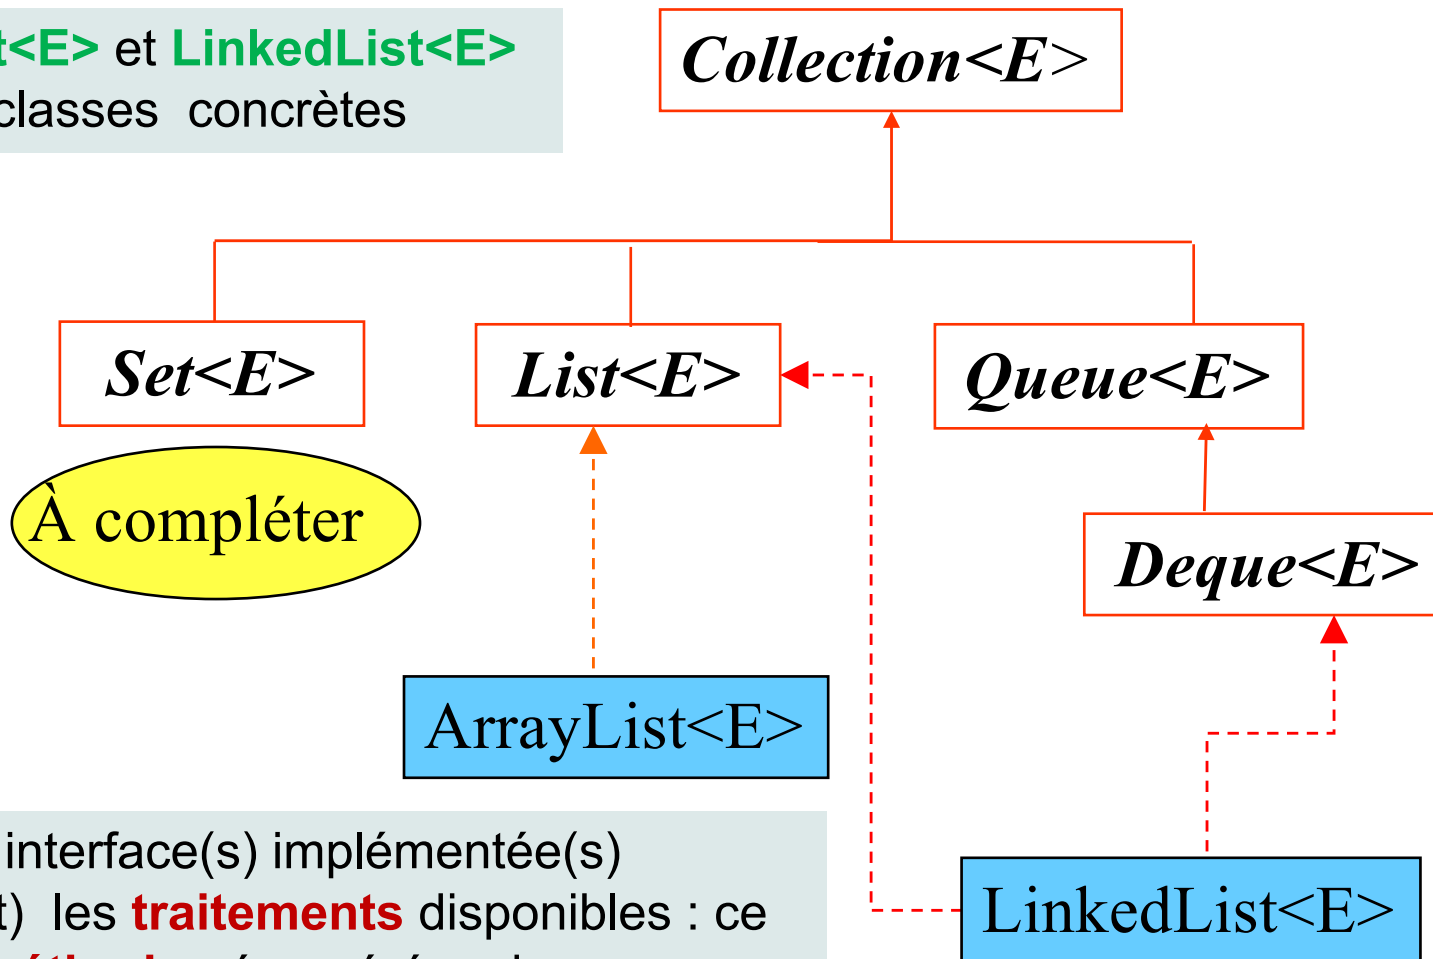 t<E> et LinkedList<E>
classes concrètes
Collection<E>
Set<E>
List<E>
Queue<E>
À compléter
Deque<E>
ArrayList<E>
interface(s) implémentée(s)
t) les traitements disponibles : ce
LinkedList<E>